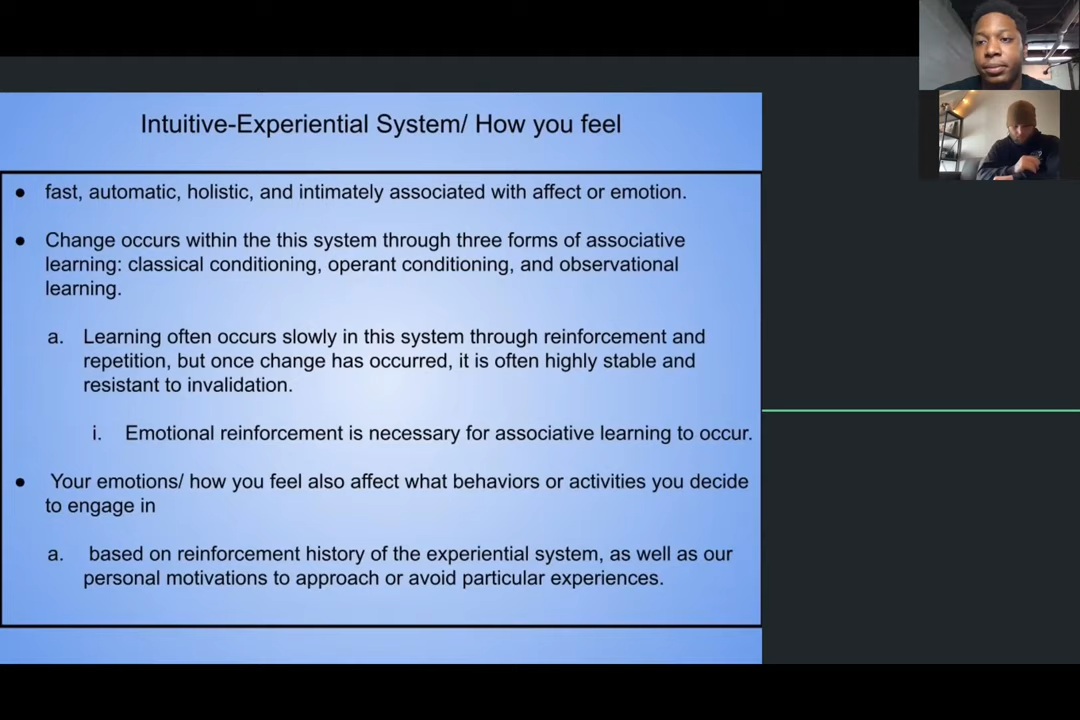 Intuitive-Experiential System/ How you feel
● fast, automatic, holistic, and intimately associated with affect or emotion.
● Change occurs within the this system through three forms of associative
learning: classical conditioning, operant conditioning, and observational
learning.
a. Learning often occurs slowly in this system through reinforcement and
repetition, but once change has occurred, it is often highly stable and
resistant to invalidation.
i. Emotional reinforcement is necessary for associative learning to occur.
● Your emotions/ how you feel also affect what behaviors or activities you decide
to engage in
a. based on reinforcement history of the experiential system, as well as our
personal motivations to approach or avoid particular experiences.